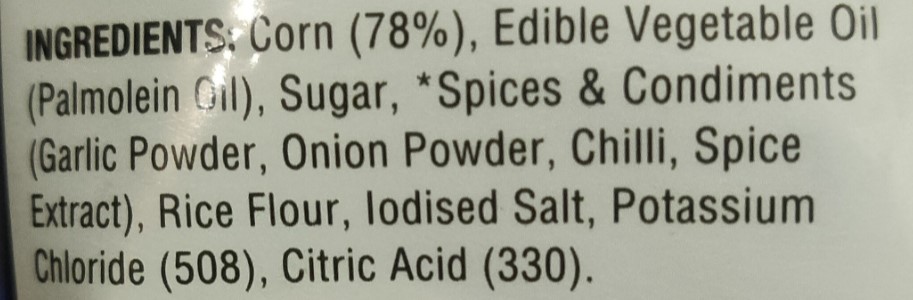 INGREDIENTS: Corn (78%), Edible Vegetable Oil
(Palmolein Oil), Sugar, *Spices & Condiments
(Garlic Powder, Onion Powder, Chilli, Spice
Extract), Rice Flour, Iodised Salt, Potassium
Chloride (508), Citric Acid (330).